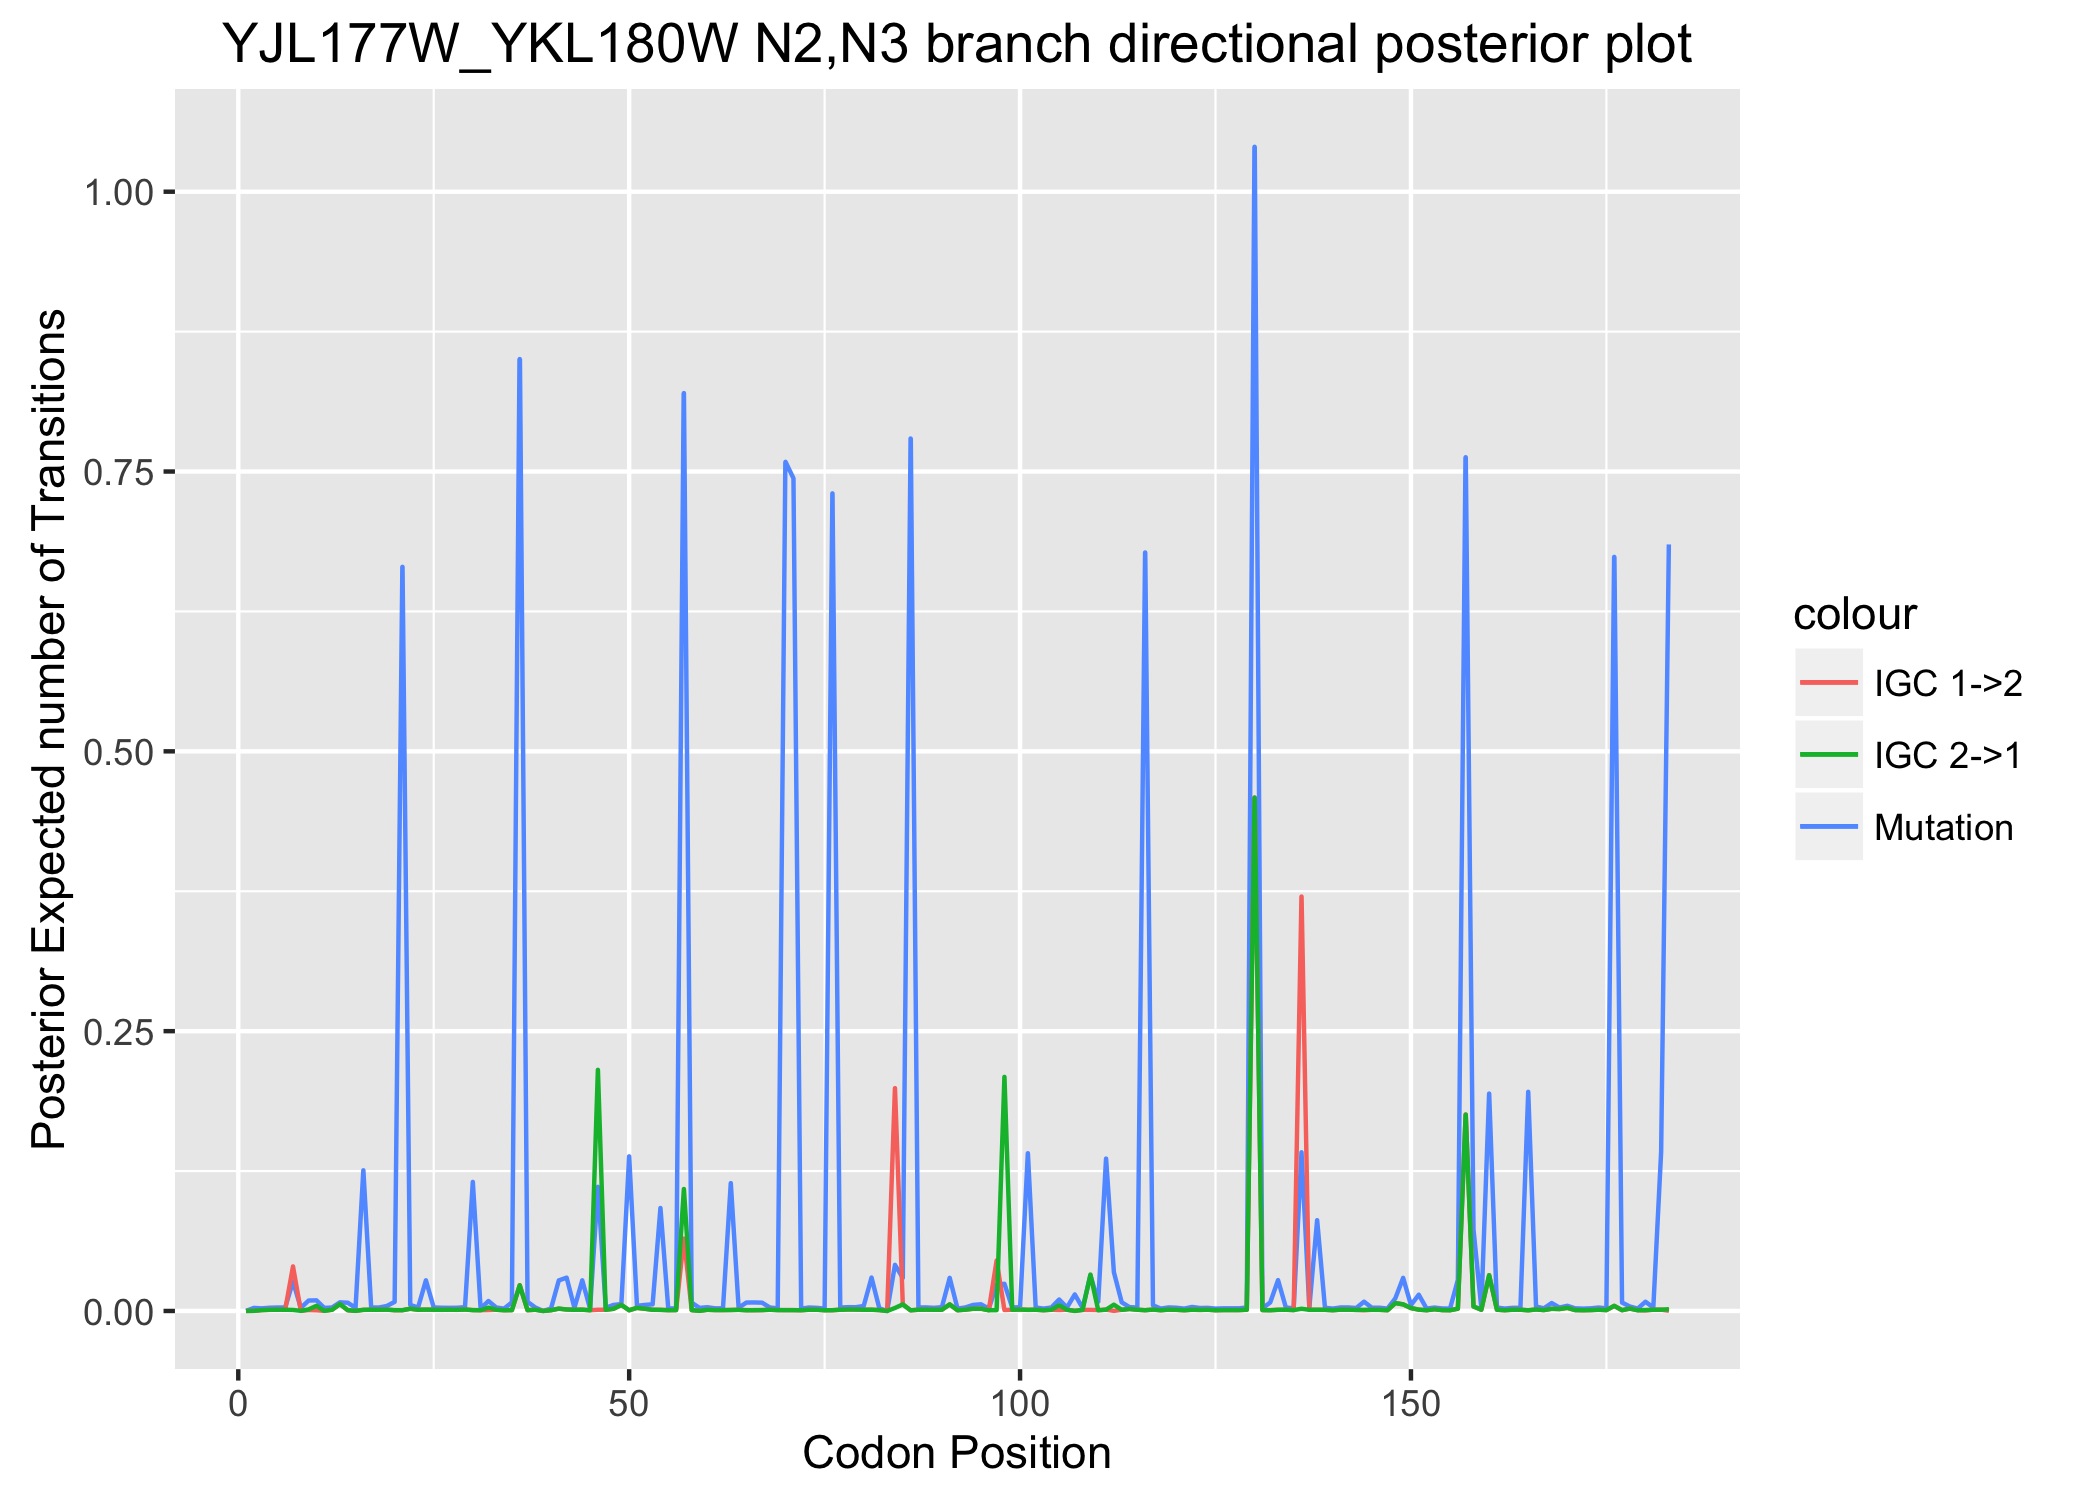 YJL177W_YKL180W N2,N3 branch directional posterior plot
Posterior Expected number of Transitions
1.00
0.75
0.50
0.25
0.00
0
50
100
150
Codon Position
colour
IGC 1->2
IGC 2->1
Mutation